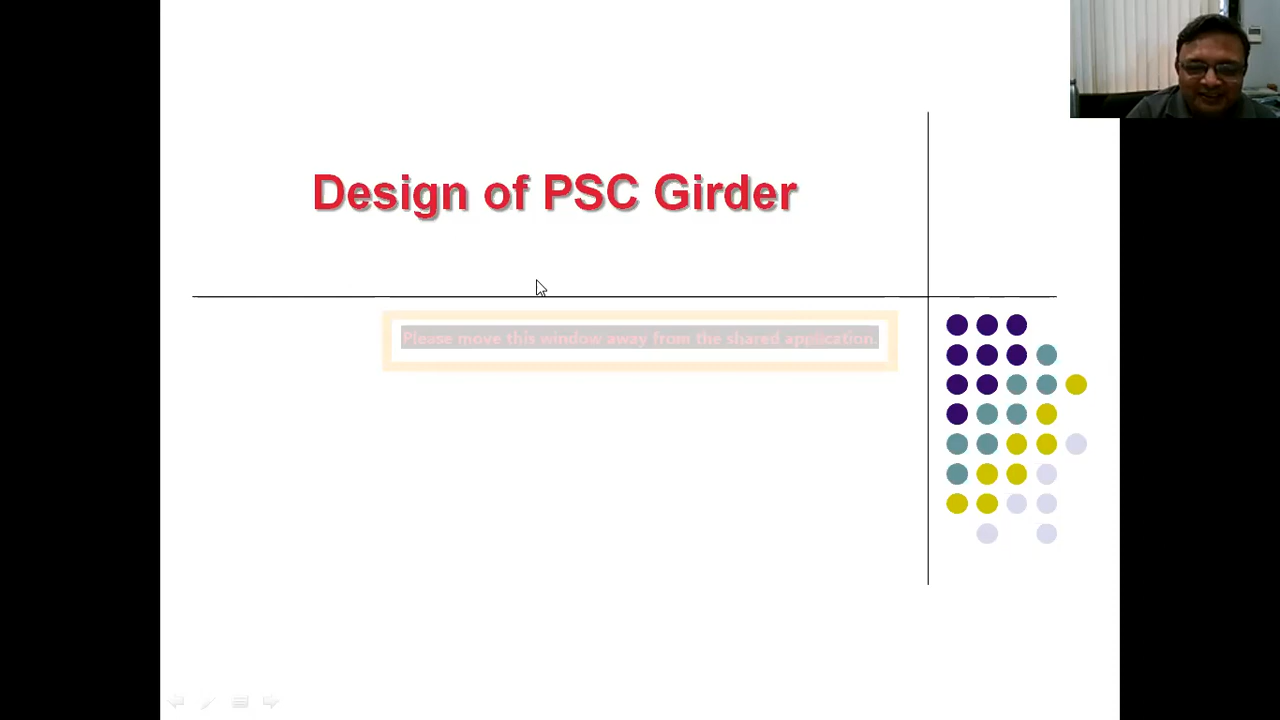 Design of PSC Girder
Please move this window away from the shared application.